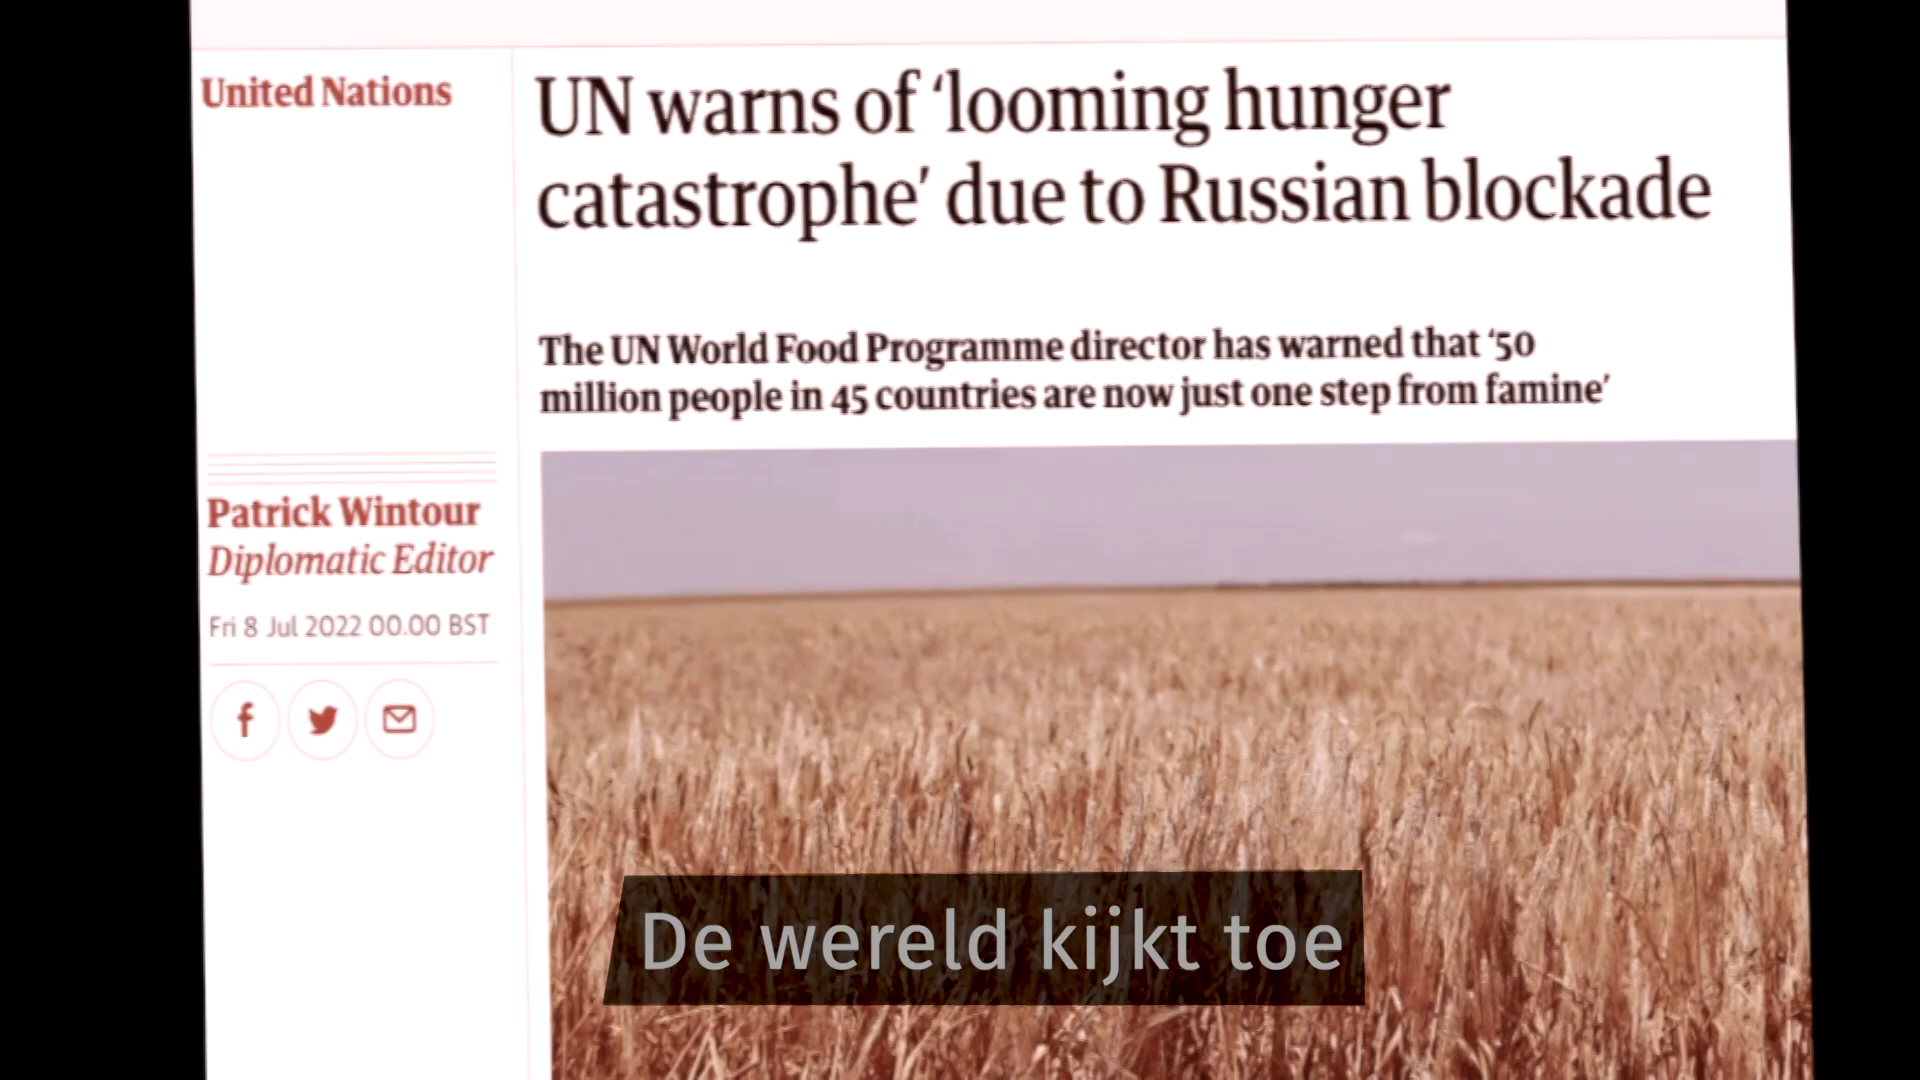 United Nations
UN warns of ‘looming hunger
catastrophe’ due to Russian blockade
The UN World Food Programme director has warned that ‘50
million people in 45 countries are now just one step from famine’
Patrick Wintour
Diplomatic Editor
Fri 8 Jul 2022 00.00 BST
De wereld kijkt toe